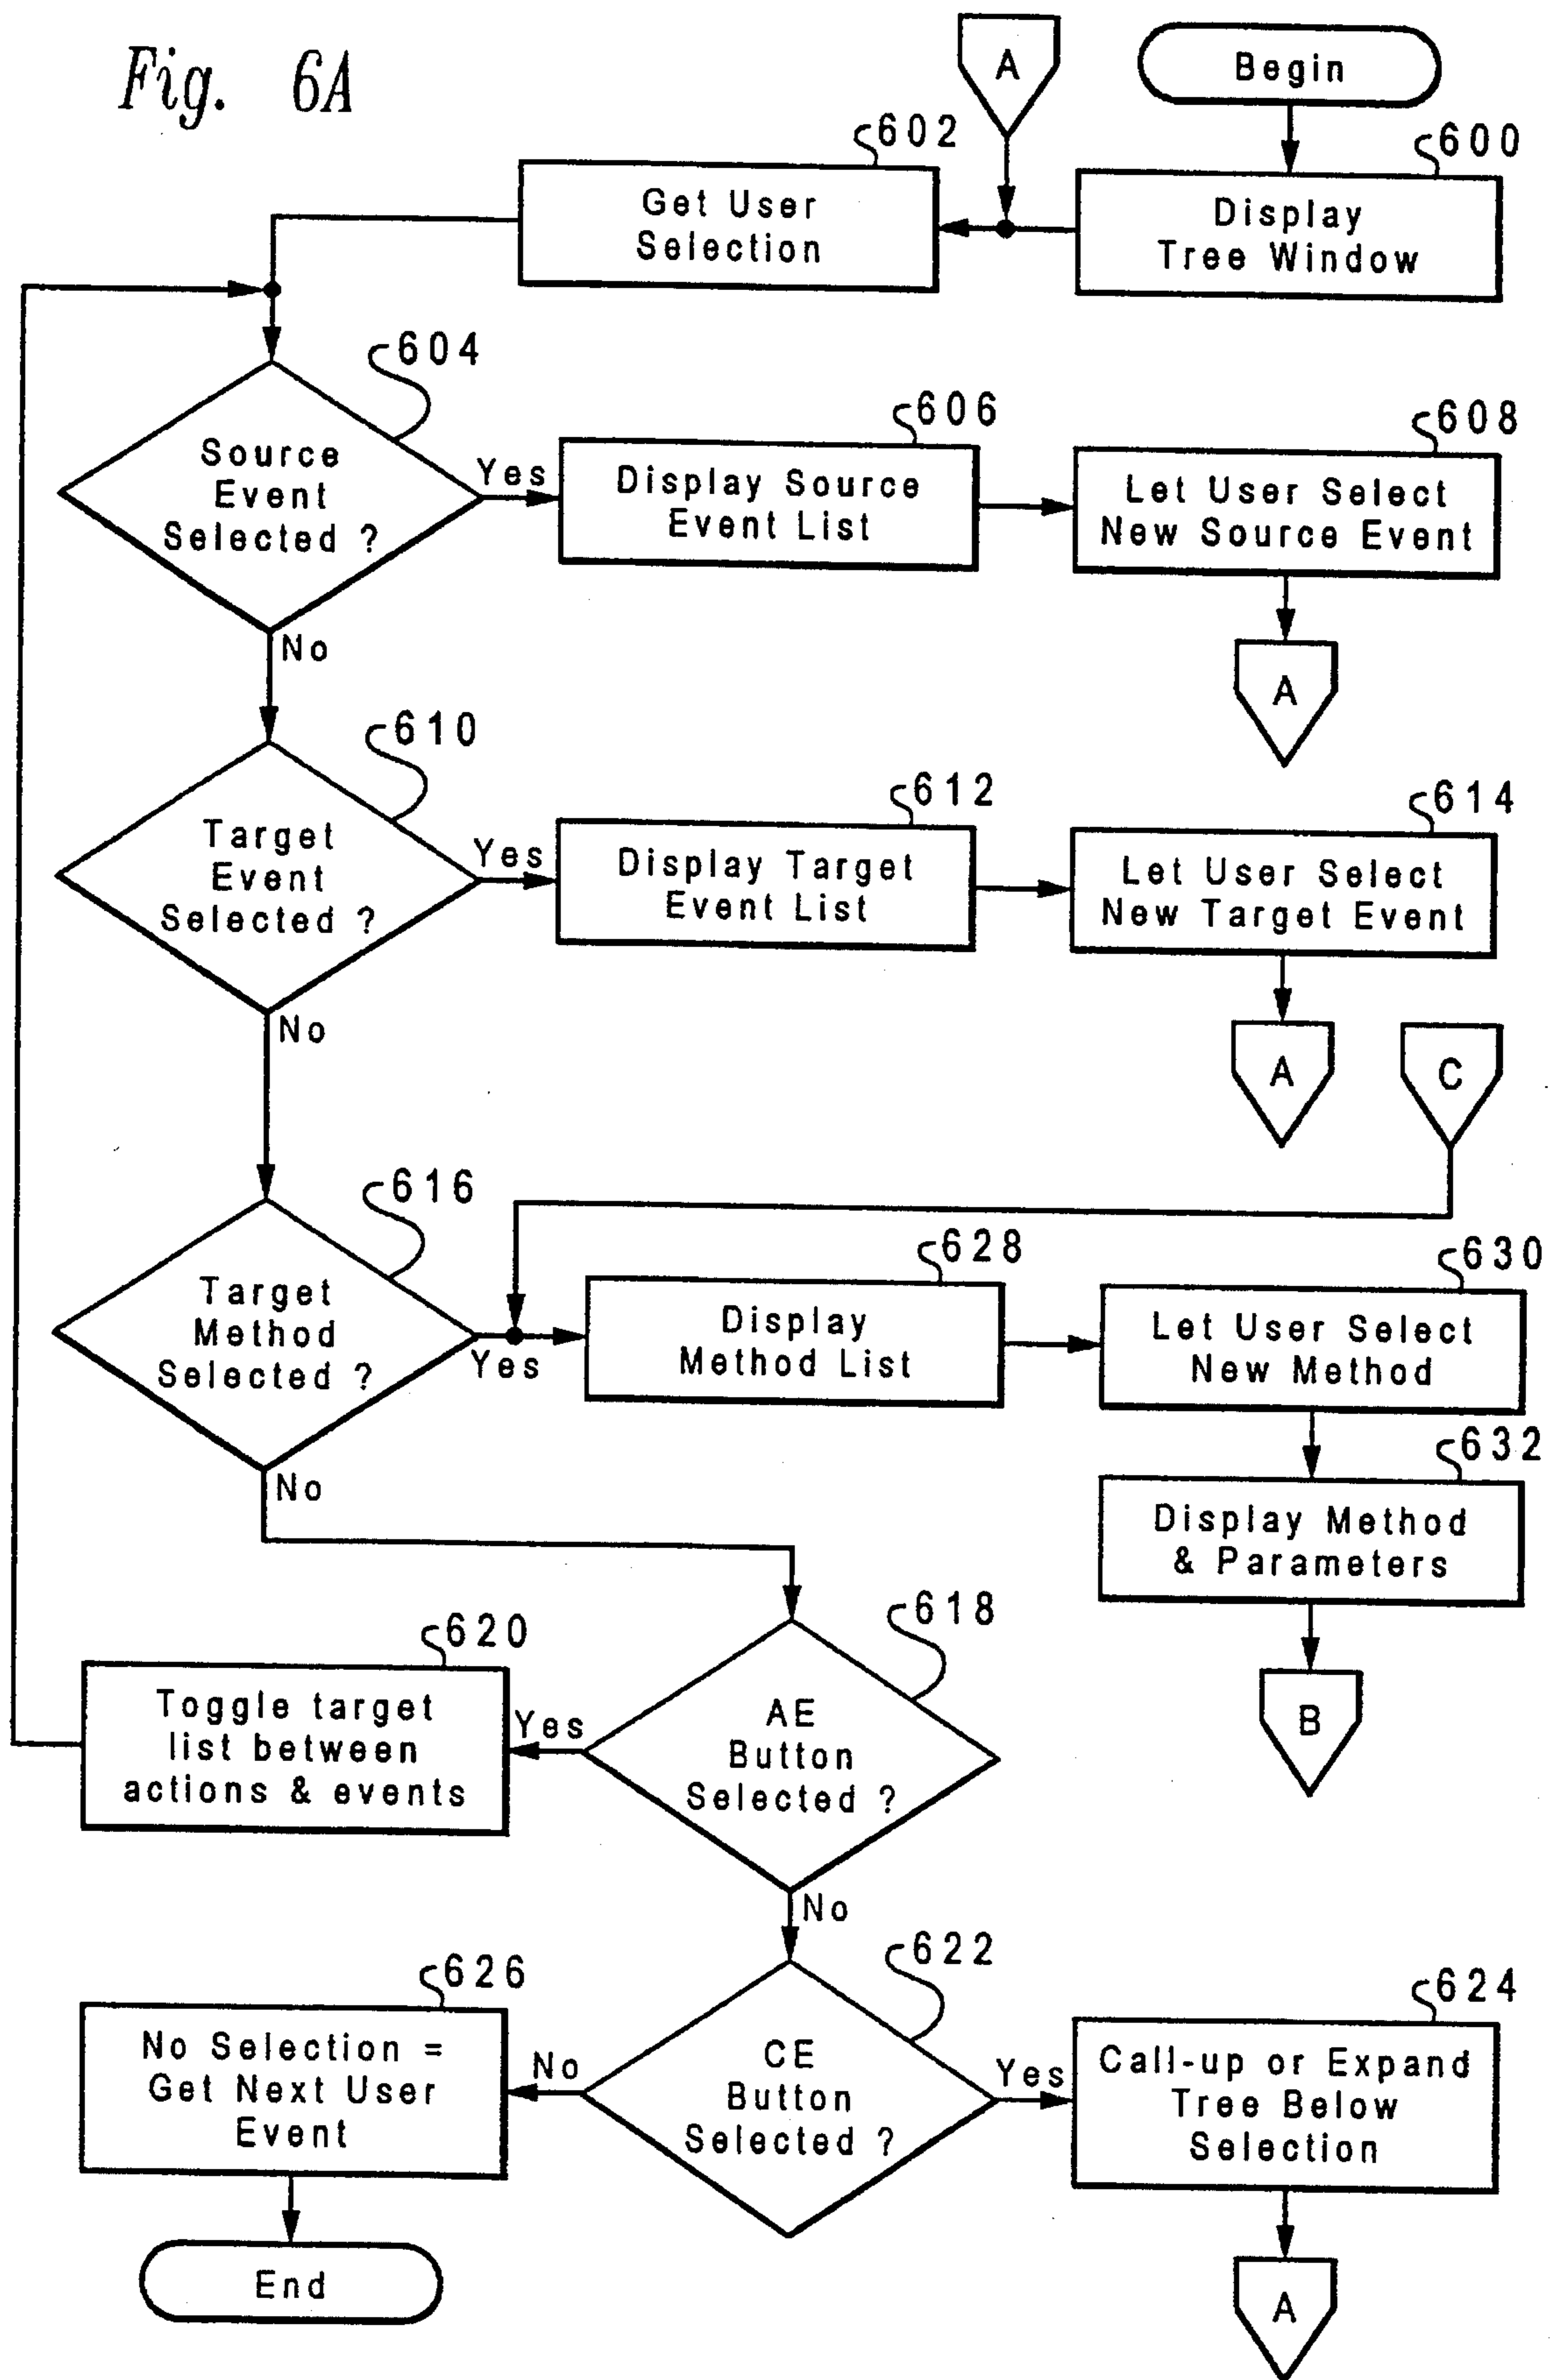 Fig. 6A
A
Begin
602
600
Get User
Selection
Display
Tree Window
604
Source
Event
Selected ?
Yes
606
Display Source
Event List
608
Let User Select
New Source Event
No
A
610
Target
Event
Selected ?
Yes
612
Display Target
Event List
614
Let User Select
New Target Event
No
A
C
616
Target
Method
Selected ?
Yes
628
Display
Method List
630
Let User Select
New Method
No
632
Display Method
& Parameters
B
618
AE
Button
Selected ?
Yes
620
Toggle target
list between
actions & events
No
622
CE
Button
Selected ?
No
626
No Selection =
Get Next User
Event
Yes
624
Call-up or Expand
Tree Below
Selection
End
A